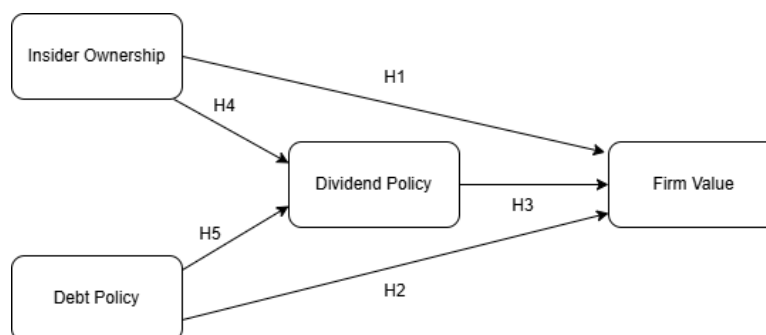 Insider Ownership
H1
H4
Dividend Policy
Firm Value
H3
H5
H2
Debt Policy